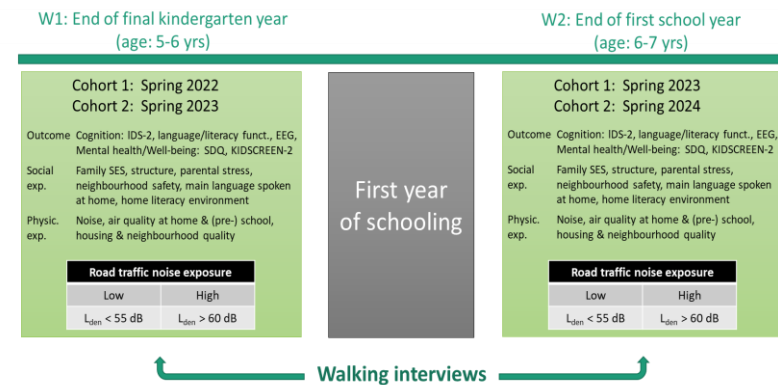 W1: End of final kindergarten year
(age: 5-6 yrs)
W2: End of first school year
(age: 6-7 yrs)
Cohort 1: Spring 2022
Cohort 2: Spring 2023
Outcome Cognition: IDS-2, language/literacy funct., EEG,
Mental health/Well-being: SDQ, KIDSCREEN-2
Social Family SES, structure, parental stress,
exp. neighbourhood safety, main language spoken
at home, home literacy environment
Physic. Noise, air quality at home & (pre-) school,
exp. housing & neighbourhood quality
Road traffic noise exposure
Low High
Lden < 55 dB Lden > 60 dB
First year
of schooling
Cohort 1: Spring 2023
Cohort 2: Spring 2024
Outcome Cognition: IDS-2, language/literacy funct., EEG,
Mental health/Well-being: SDQ, KIDSCREEN-2
Social Family SES, structure, parental stress,
exp. neighbourhood safety, main language spoken
at home, home literacy environment
Physic. Noise, air quality at home & (pre-) school,
exp. housing & neighbourhood quality
Road traffic noise exposure
Low High
Lden < 55 dB Lden > 60 dB
Walking interviews